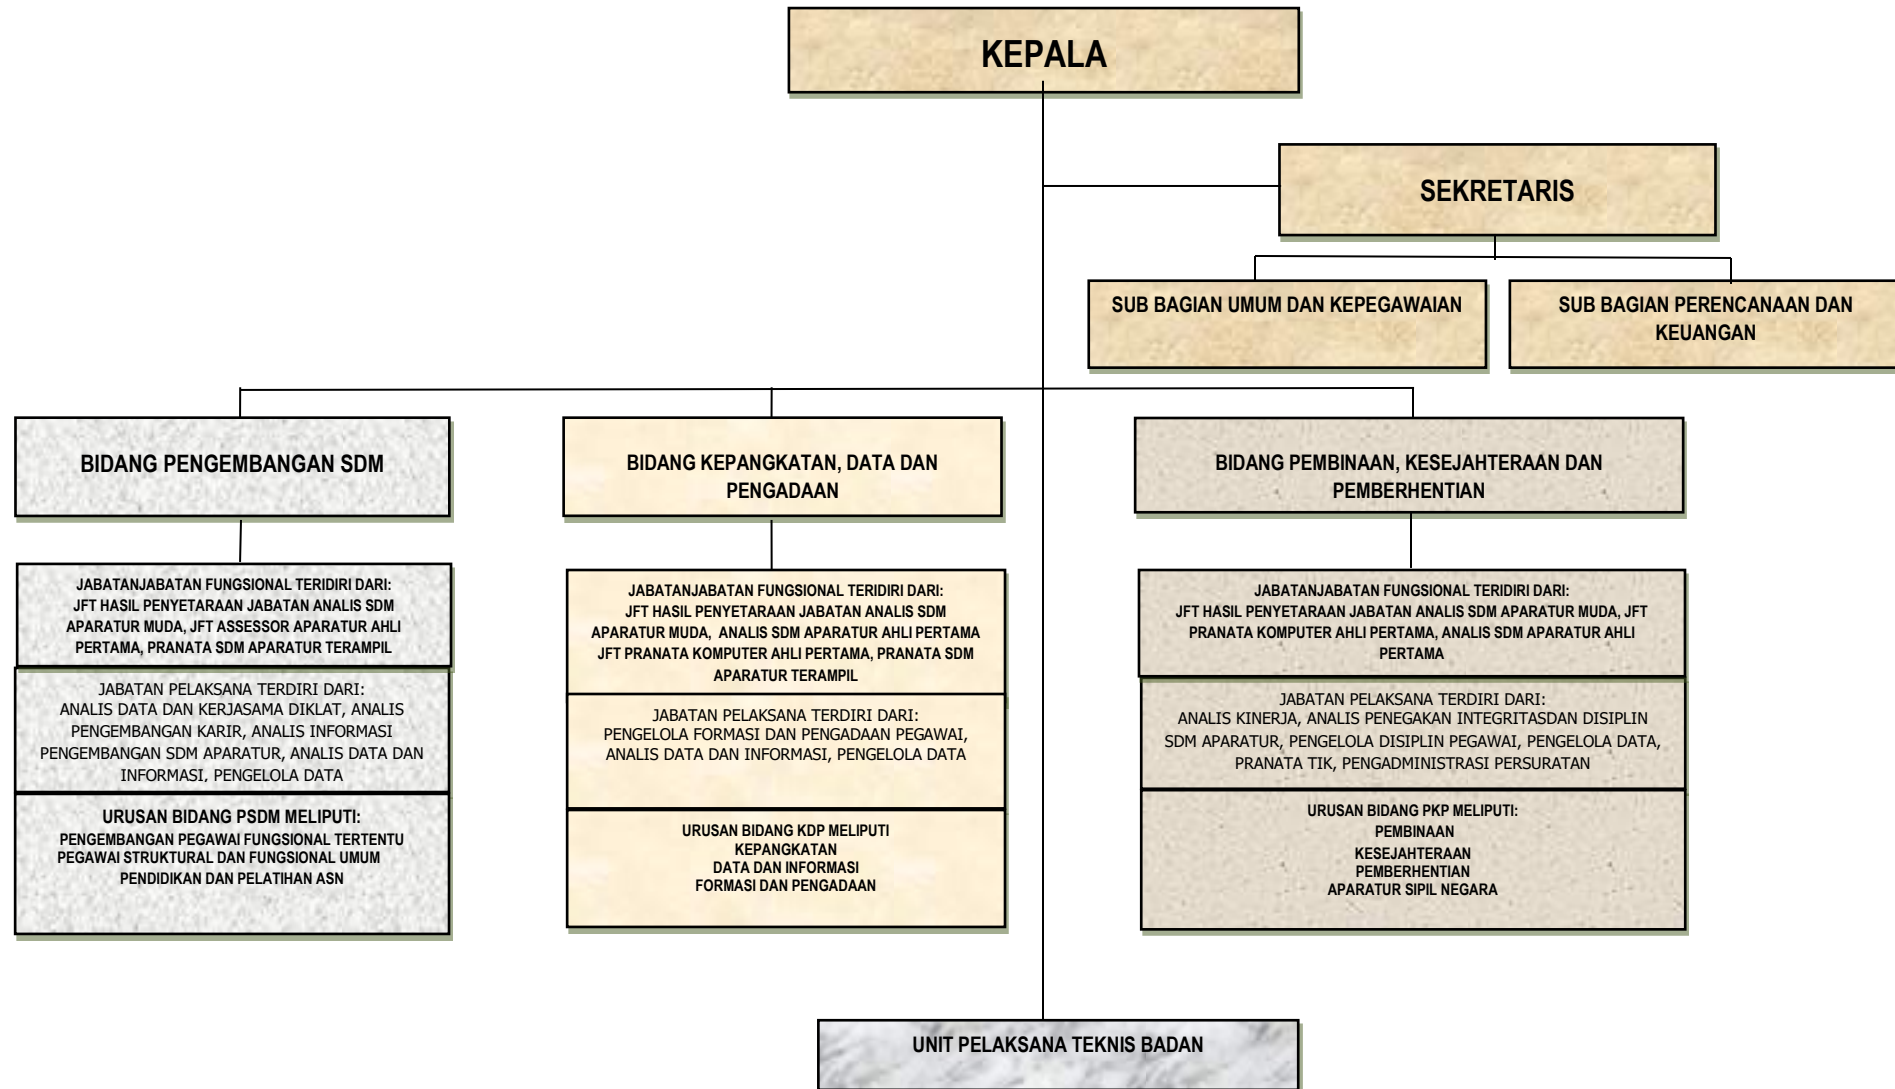 KEPALA
SEKRETARIS
SUB BAGIAN UMUM DAN KEPEGAWAIAN
SUB BAGIAN PERENCANAAN DAN
KEUANGAN
BIDANG PENGEMBANGAN SDM
BIDANG KEPANGKATAN, DATA DAN
PENGADAAN
BIDANG PEMBINAAN, KESEJAHTERAAN DAN
PEMBERHENTIAN
JABATANJABATAN FUNGSIONAL TERIDIRI DARI:
JFT HASIL PENYETARAAN JABATAN ANALIS SDM
APARATUR MUDA, JFT ASSESSOR APARATUR AHLI
PERTAMA, PRANATA SDM APARATUR TERAMPIL
JABATAN PELAKSANA TERDIRI DARI:
ANALIS DATA DAN KERJASAMA DIKLAT, ANALIS
PENGEMBANGAN KARIR, ANALIS INFORMASI
PENGEMBANGAN SDM APARATUR, ANALIS DATA DAN
INFORMASI, PENGELOLA DATA
URUSAN BIDANG PSDM MELIPUTI:
PENGEMBANGAN PEGAWAI FUNGSIONAL TERTENTU
PEGAWAI STRUKTURAL DAN FUNGSIONAL UMUM
PENDIDIKAN DAN PELATIHAN ASN
JABATANJABATAN FUNGSIONAL TERIDIRI DARI:
JFT HASIL PENYETARAAN JABATAN ANALIS SDM
APARATUR MUDA, ANALIS SDM APARATUR AHLI PERTAMA
JFT PRANATA KOMPUTER AHLI PERTAMA, PRANATA SDM
APARATUR TERAMPIL
JABATAN PELAKSANA TERDIRI DARI:
PENGELOLA FORMASI DAN PENGADAAN PEGAWAI,
ANALIS DATA DAN INFORMASI, PENGELOLA DATA
URUSAN BIDANG KDP MELIPUTI
KEPANGKATAN
DATA DAN INFORMASI
FORMASI DAN PENGADAAN
JABATANJABATAN FUNGSIONAL TERIDIRI DARI:
JFT HASIL PENYETARAAN JABATAN ANALIS SDM APARATUR MUDA, JFT
PRANATA KOMPUTER AHLI PERTAMA, ANALIS SDM APARATUR AHLI
PERTAMA
JABATAN PELAKSANA TERDIRI DARI:
ANALIS KINERJA, ANALIS PENEGAKAN INTEGRITASDAN DISIPLIN
SDM APARATUR, PENGELOLA DISIPLIN PEGAWAI, PENGELOLA DATA,
PRANATA TIK, PENGADMINISTRASI PERSURATAN
URUSAN BIDANG PKP MELIPUTI:
PEMBINAAN
KESEJAHTERAAN
PEMBERHENTIAN
APARATUR SIPIL NEGARA
UNIT PELAKSANA TEKNIS BADAN